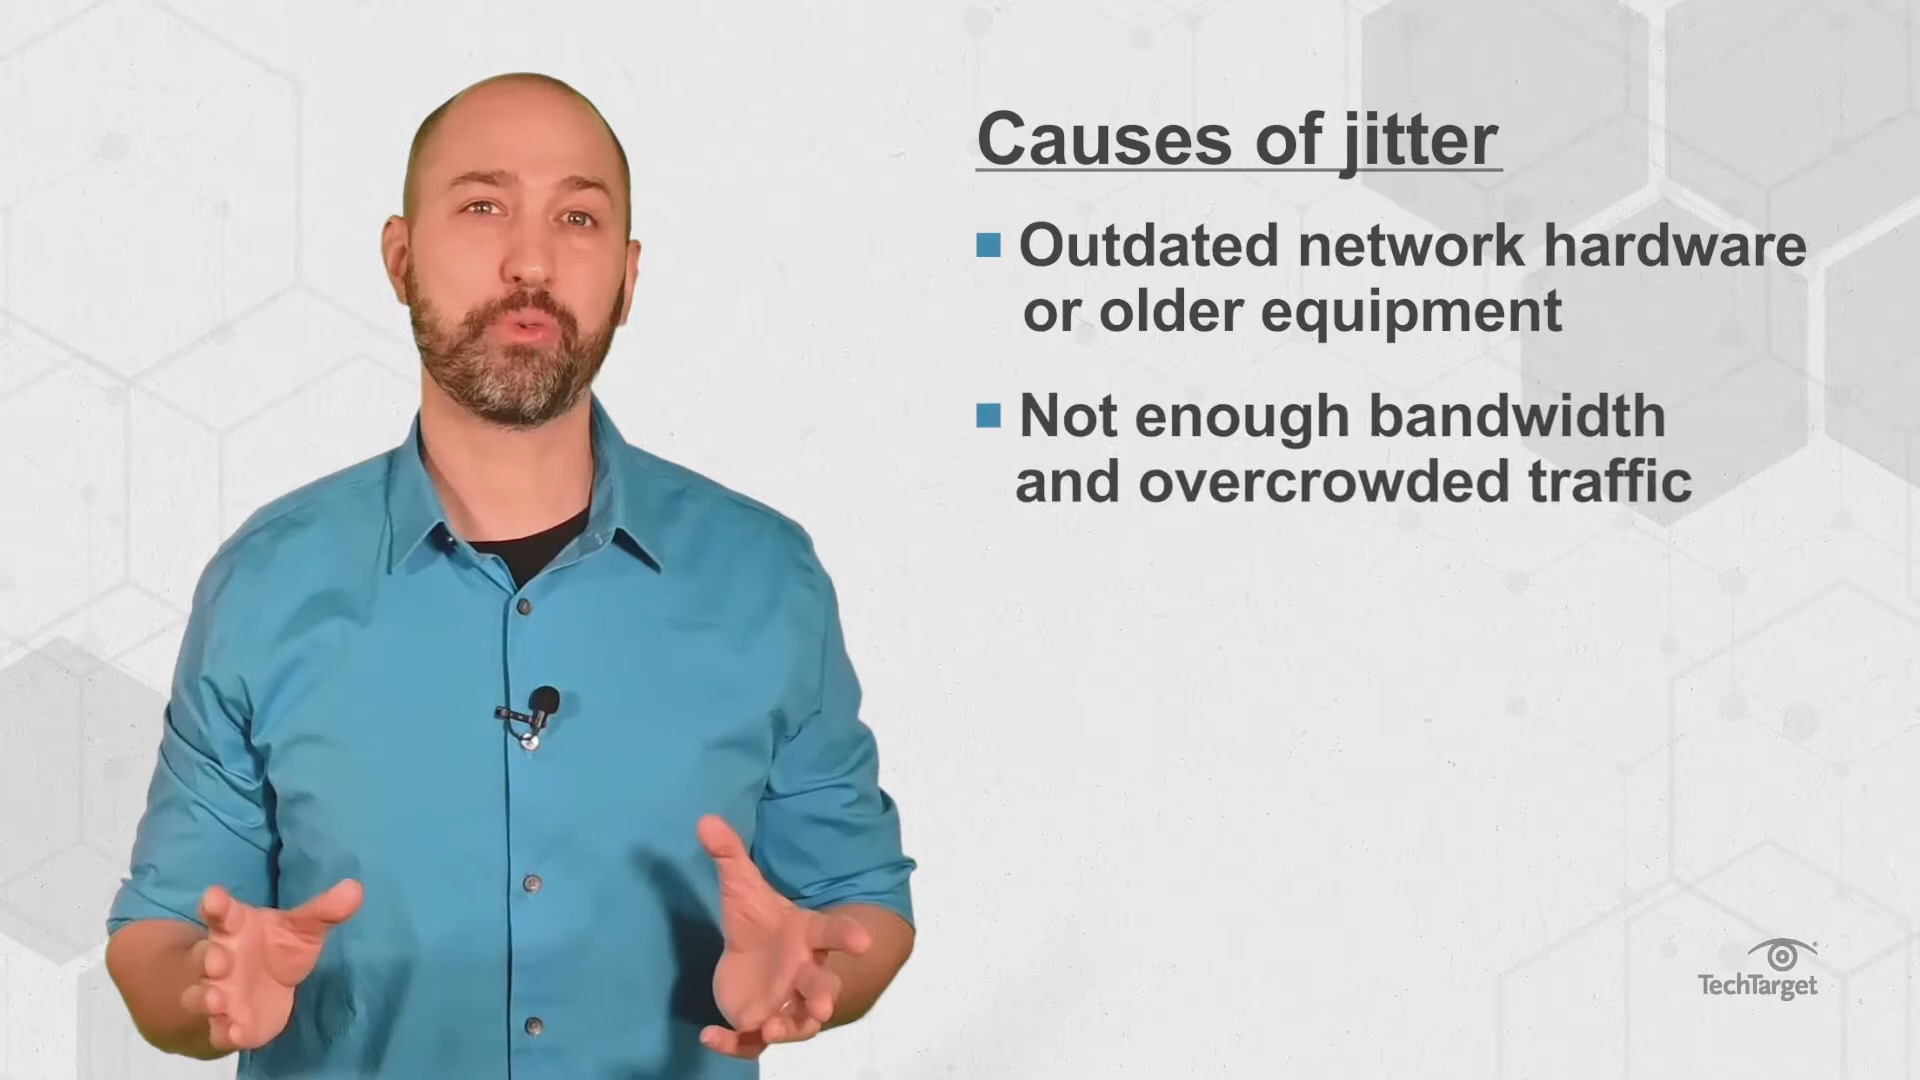 Causes of jitter
Outdated network hardware
or older equipment
Not enough bandwidth
and overcrowded traffic
TechTarget